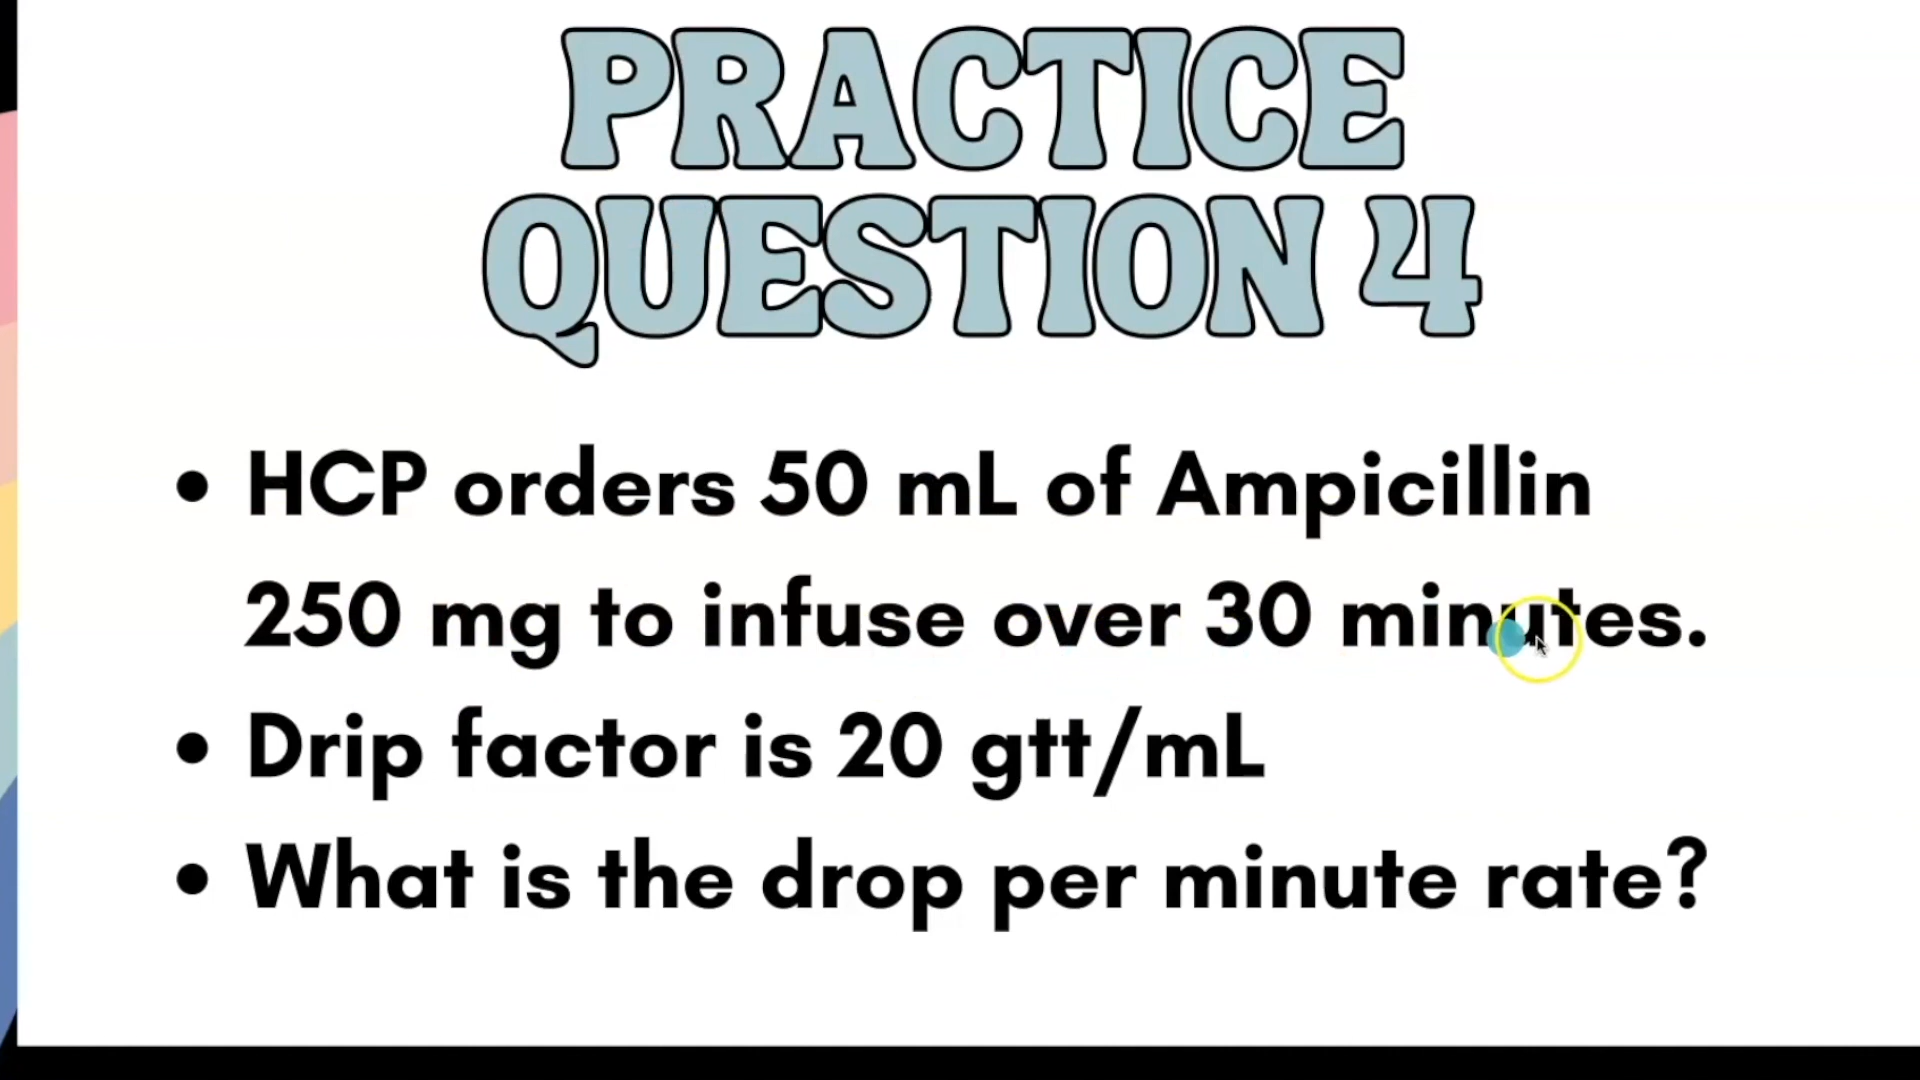 PRACTICE
QUESTION 4
• HCP orders 50 mL of Ampicillin
250 mg to infuse over 30 minutes.
• Drip factor is 20 gtt/mL
• What is the drop per minute rate?